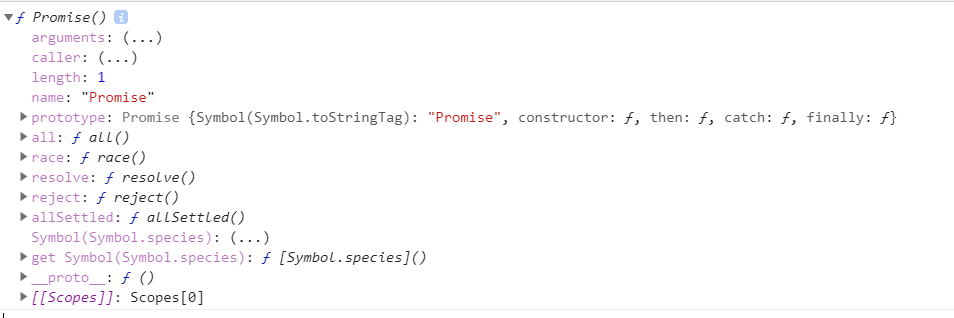 ▼ƒ Promise() i
arguments: (...)
caller: (...)
length: 1
name: "Promise"
▶prototype: Promise {Symbol(Symbol.toStringTag): "Promise", constructor: ƒ, then: ƒ, catch: ƒ, finally: ƒ}
▶all: ƒ all()
▶race: ƒ race()
▶resolve: ƒ resolve()
▶reject: ƒ reject()
▶allSettled: ƒ allSettled()
Symbol(Symbol.species): (...)
▶get Symbol(Symbol.species): ƒ [Symbol.species]()
▶__proto__: ƒ ()
▶[[Scopes]]: Scopes[0]